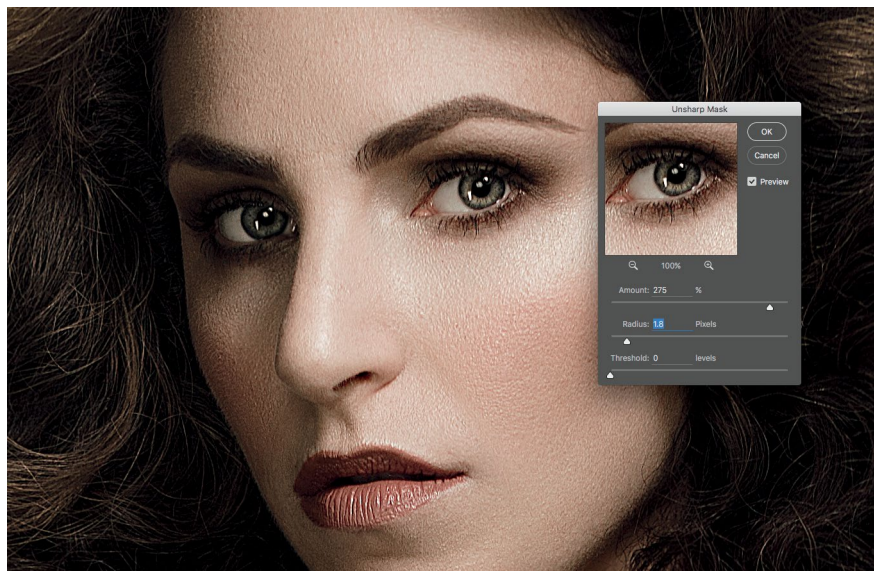 Unsharp Mask
OK
Cancel
Preview
100%
Amount: 275 %
Radius: 1.8 Pixels
Threshold: 0 levels